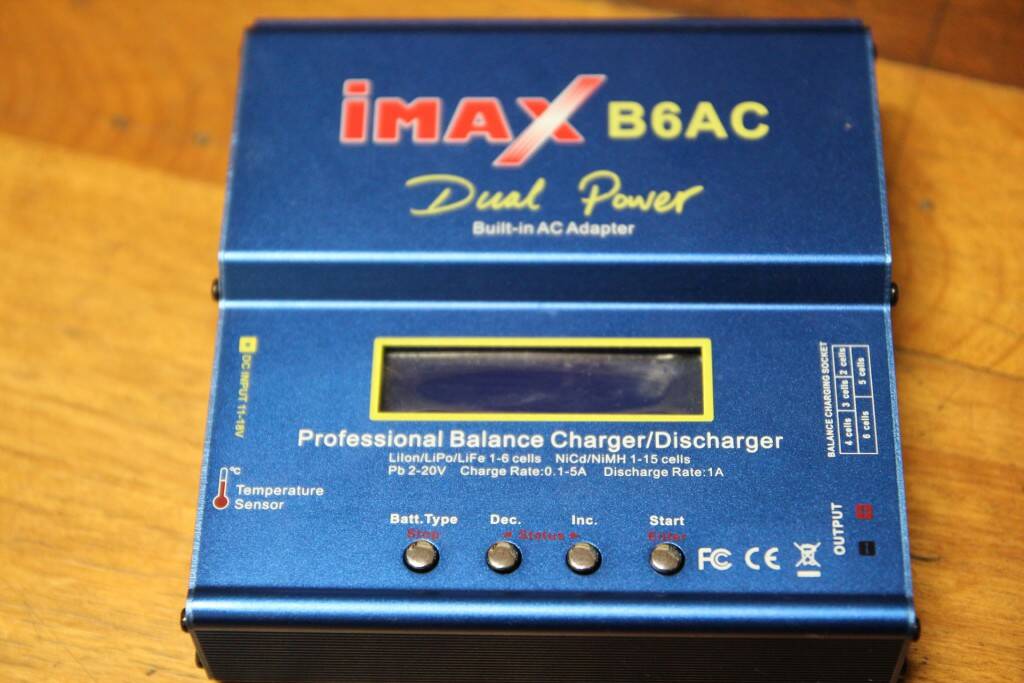 iMAX B6AC
Dual Power
Built-in AC Adapter
DC INPUT 11-18V
BALANCE CHARGING SOCKET
2 cells
3 cells
4 cells
5 cells
6 cells
Professional Balance Charger/Discharger
LiIon/LiPo/LiFe 1-6 cells NiCd/NiMH 1-15 cells
Pb 2-20V Charge Rate:0.1-5A Discharge Rate:1A
°C
Temperature
Sensor
Batt.Type Dec. Inc. Start
Stop ◄ Status ► Enter
FC CE
OUTPUT
+
-